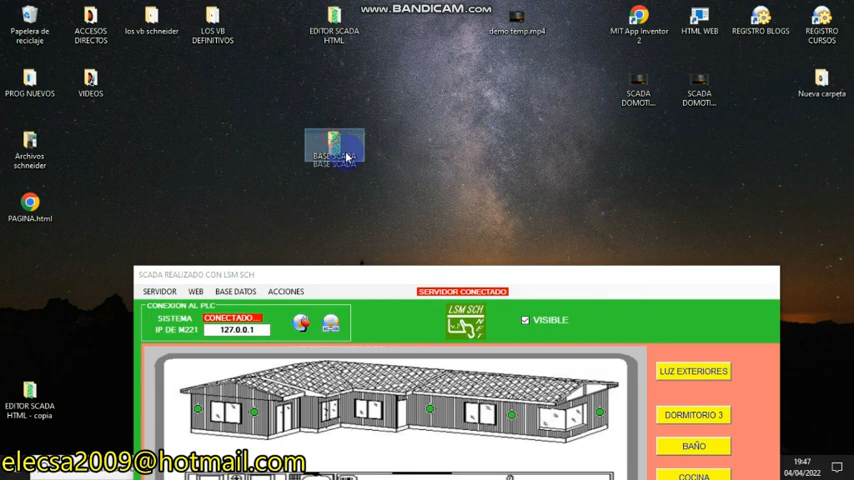 WWW.BANDICAM.COM
Papelera de
reciclaje
ACCESOS
DIRECTOS
los vb schneider
LOS VB
DEFINITIVOS
EDITOR SCADA
HTML
demo temp.mp4
MIT App Inventor
2
HTML WEB
REGISTRO BLOGS
REGISTRO
CURSOS
PROG NUEVOS
VIDEOS
SCADA
DOMOTI...
SCADA
DOMOTI...
Nueva carpeta
Archivos
schneider
BASE SCADA
BASE SCADA
PAGINA.html
SCADA REALIZADO CON LSM SCH
SERVIDOR
WEB
BASE DATOS
ACCIONES
SERVIDOR CONECTADO
CONEXION AL PLC
SISTEMA
CONECTADO...
IP DE M221
127.0.0.1
LSM SCH
VISIBLE
LUZ EXTERIORES
DORMITORIO 3
BAÑO
COCINA
EDITOR SCADA
HTML - copia
elecsa2009@hotmail.com
19:47
04/04/2022